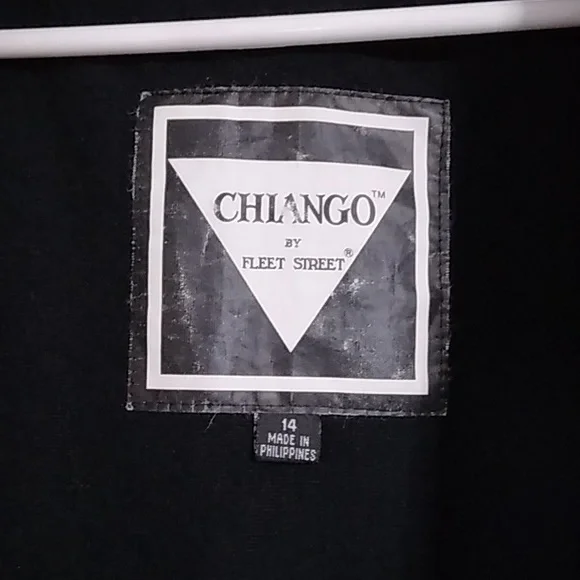 CHIANGO™
BY
FLEET STREET®
14
MADE IN
PHILIPPINES